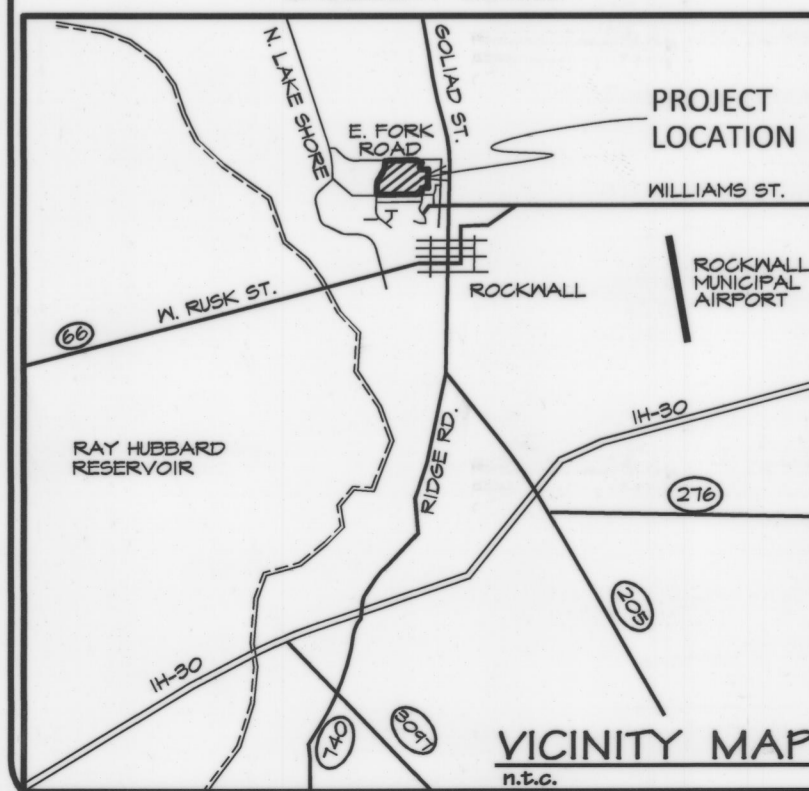 N. LAKE SHORE
GOLIAD ST.
E. FORK
ROAD
PROJECT
LOCATION
WILLIAMS ST.
ROCKWALL
ROCKWALL
MUNICIPAL
AIRPORT
W. RUSK ST.
66
RAY HUBBARD
RESERVOIR
RIDGE RD.
IH-30
276
205
IH-30
740
3097
VICINITY MAP
n.t.c.